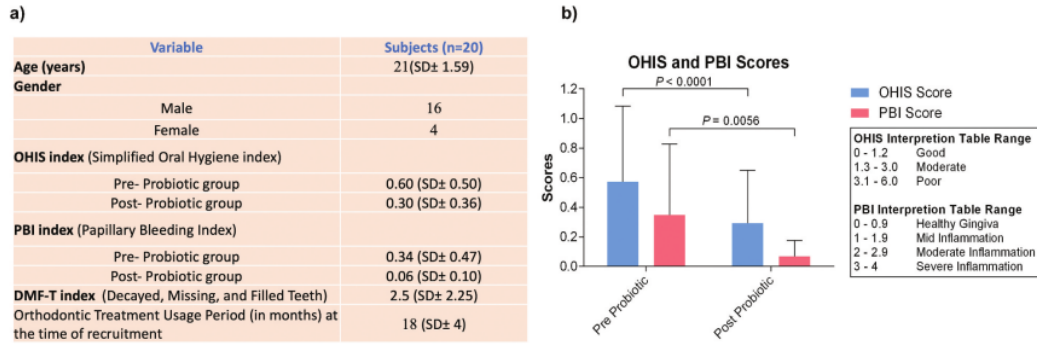 a)
Variable Subjects (n=20)
Age (years) 21(SD± 1.59)
Gender
Male 16
Female 4
OHIS index (Simplified Oral Hygiene index)
Pre- Probiotic group 0.60 (SD± 0.50)
Post- Probiotic group 0.30 (SD± 0.36)
PBI index (Papillary Bleeding Index)
Pre- Probiotic group 0.34 (SD± 0.47)
Post- Probiotic group 0.06 (SD± 0.10)
DMF-T index (Decayed, Missing, and Filled Teeth) 2.5 (SD± 2.25)
Orthodontic Treatment Usage Period (in months) at
the time of recruitment 18 (SD± 4)
b)
OHIS and PBI Scores
P < 0.0001
P = 0.0056
Scores
1.2
1.0
0.8
0.6
0.4
0.2
0.0
Pre Probiotic
Post Probiotic
OHIS Score
PBI Score
OHIS Interpretion Table Range
0 - 1.2 Good
1.3 - 3.0 Moderate
3.1 - 6.0 Poor
PBI Interpretion Table Range
0 - 0.9 Healthy Gingiva
1 - 1.9 Mid Inflammation
2 - 2.9 Moderate Inflammation
3 - 4 Severe Inflammation